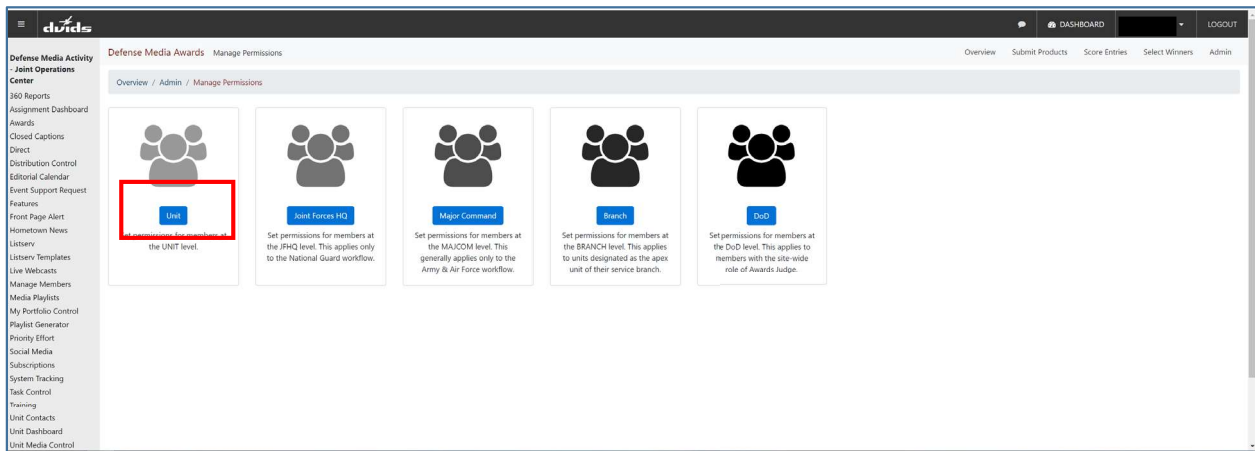 ≡ dvids DASHBOARD LOGOUT
Defense Media Activity
- Joint Operations
Center
360 Reports
Assignment Dashboard
Awards
Closed Captions
Direct
Distribution Control
Editorial Calendar
Event Support Request
Features
Front Page Alert
Hometown News
Listserv
Listserv Templates
Live Webcasts
Manage Members
Media Playlists
My Portfolio Control
Playlist Generator
Priority Effort
Social Media
Subscriptions
System Tracking
Task Control
Training
Unit Contacts
Unit Dashboard
Unit Media Control
Defense Media Awards Manage Permissions
Overview Submit Products Score Entries Select Winners Admin
Overview / Admin / Manage Permissions
Unit
Set permissions for members at
the UNIT level.
Joint Forces HQ
Set permissions for members at
the JFHQ level. This applies only
to the National Guard workflow.
Major Command
Set permissions for members at
the MAJCOM level. This
generally applies only to the
Army & Air Force workflow.
Branch
Set permissions for members at
the BRANCH level. This applies
to units designated as the apex
unit of their service branch.
DoD
Set permissions for members at
the DoD level. This applies to
members with the site-wide
role of Awards Judge.